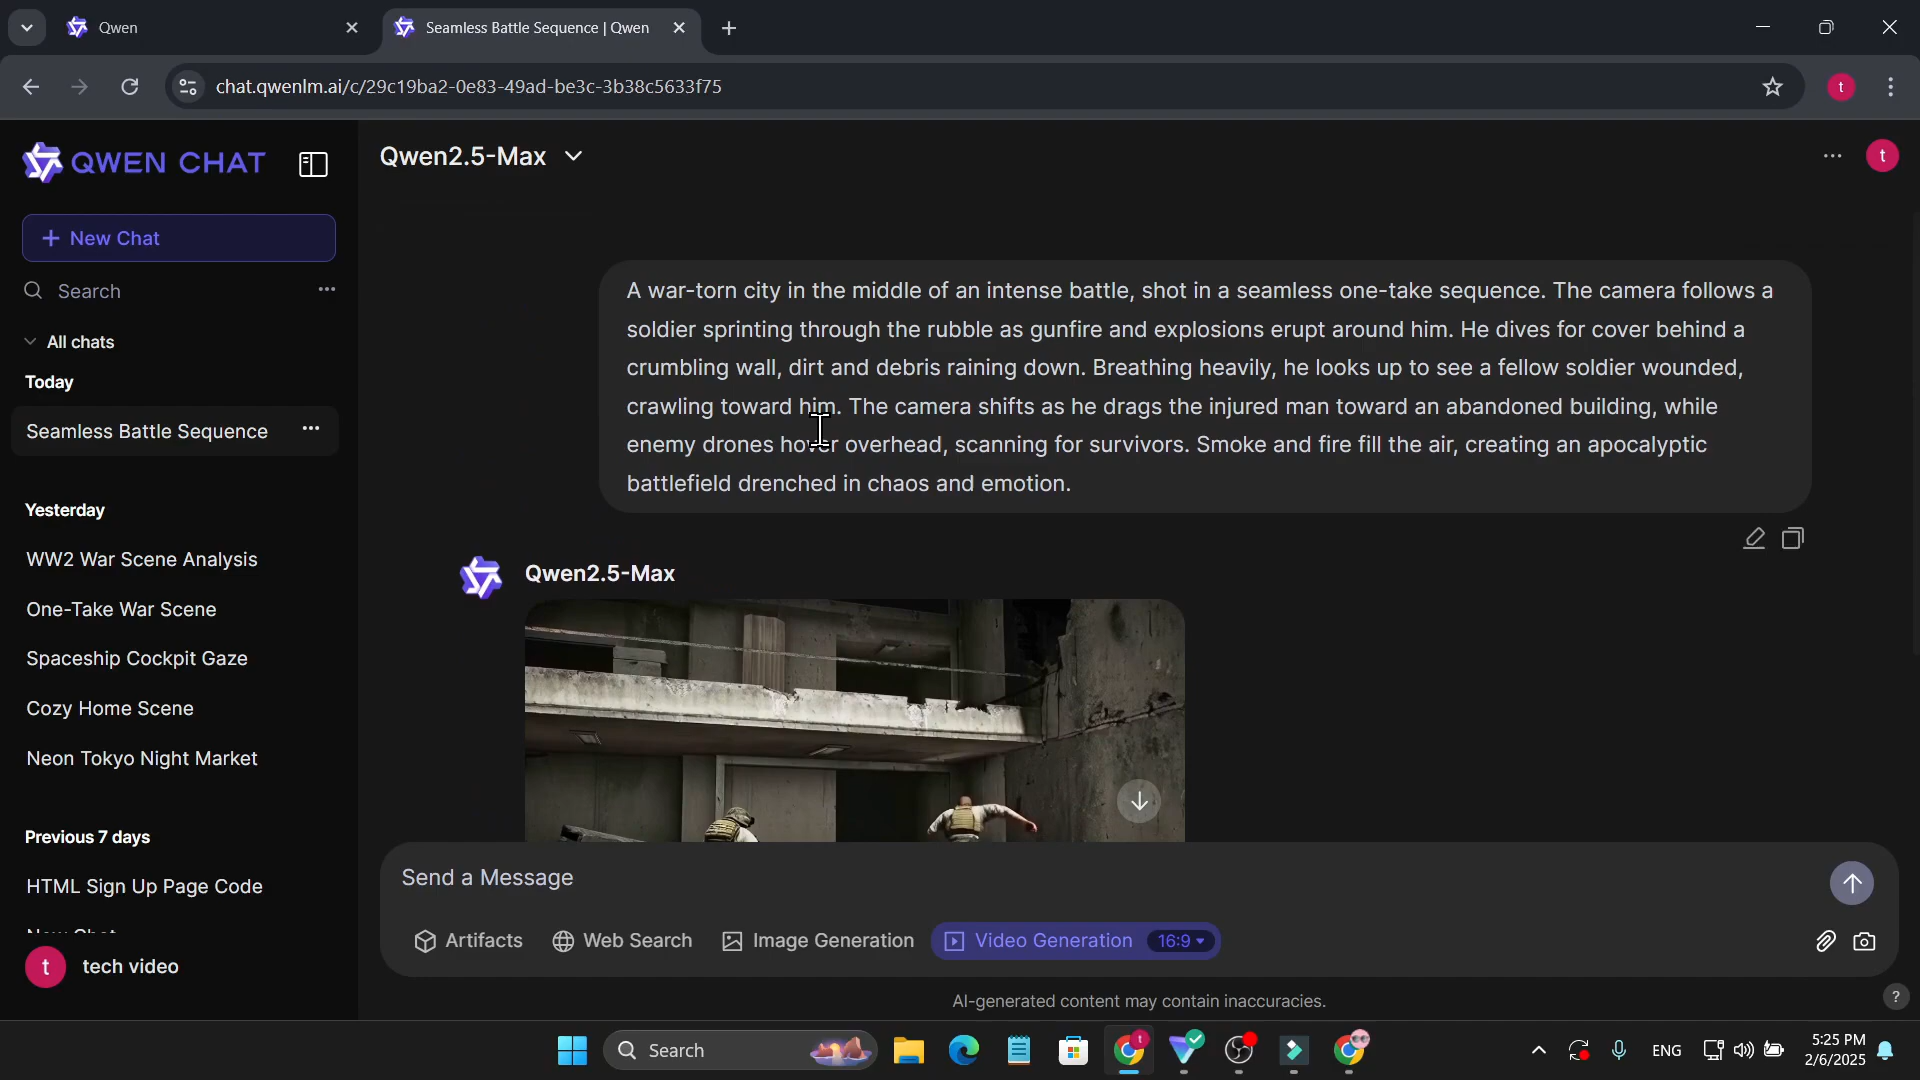 Qwen
Seamless Battle Sequence | Qwen
chat.qwenlm.ai/c/29c19ba2-0e83-49ad-be3c-3b38c5633f75
t
QWEN CHAT
Qwen2.5-Max
t
New Chat
Search
All chats
Today
Seamless Battle Sequence
Yesterday
WW2 War Scene Analysis
One-Take War Scene
Spaceship Cockpit Gaze
Cozy Home Scene
Neon Tokyo Night Market
Previous 7 days
HTML Sign Up Page Code
New Chat
t
tech video
A war-torn city in the middle of an intense battle, shot in a seamless one-take sequence. The camera follows a
soldier sprinting through the rubble as gunfire and explosions erupt around him. He dives for cover behind a
crumbling wall, dirt and debris raining down. Breathing heavily, he looks up to see a fellow soldier wounded,
crawling toward him. The camera shifts as he drags the injured man toward an abandoned building, while
enemy drones hover overhead, scanning for survivors. Smoke and fire fill the air, creating an apocalyptic
battlefield drenched in chaos and emotion.
Qwen2.5-Max
Send a Message
Artifacts
Web Search
Image Generation
Video Generation
16:9
AI-generated content may contain inaccuracies.
?
Search
t
ENG
5:25 PM
2/6/2025